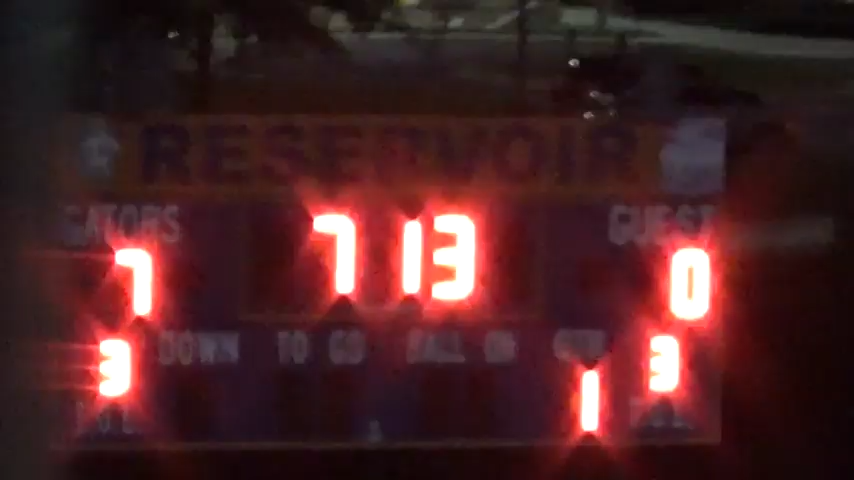 RESERVOIR
GATORS 7 13 GUEST
7 0
3 DOWN TO GO BALL ON QTR 3
1
T.O.L. T.O.L.